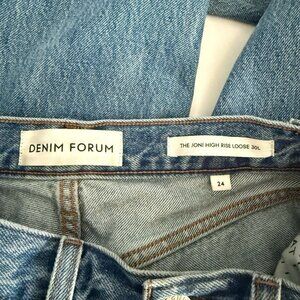 DENIM FORUM
THE JONI HIGH RISE LOOSE 30L
24